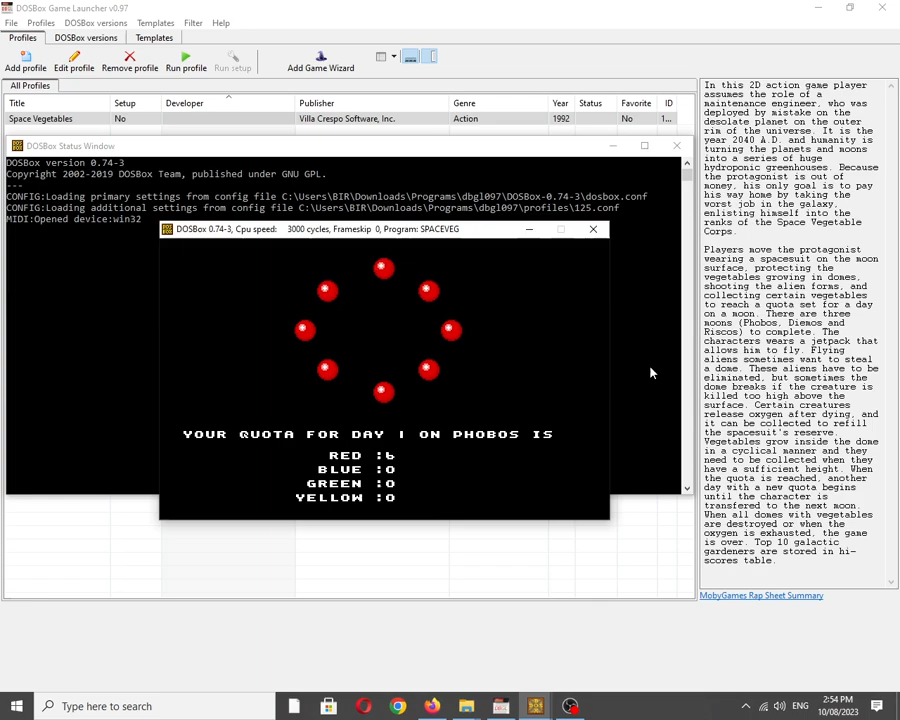 DOSBox Game Launcher v0.97
File Profiles DOSBox versions Templates Filter Help
Profiles DOSBox versions Templates
Add profile Edit profile Remove profile Run profile Run setup Add Game Wizard
All Profiles
Title Setup Developer Publisher Genre Year Status Favorite ID
Space Vegetables No Villa Crespo Software, Inc. Action 1992 No 1...
DOSBox Status Window
DOSBox version 0.74-3
Copyright 2002-2019 DOSBox Team, published under GNU GPL.
---
CONFIG:Loading primary settings from config file C:\Users\BIR\Downloads\Programs\dbgl097\DOSBox-0.74-3\dosbox.conf
CONFIG:Loading additional settings from config file C:\Users\BIR\Downloads\Programs\dbgl097\profiles\125.conf
MIDI:Opened device:win32
DOSBox 0.74-3, Cpu speed: 3000 cycles, Frameskip 0, Program: SPACEVEG
YOUR QUOTA FOR DAY 1 ON PHOBOS IS
RED :6
BLUE :0
GREEN :0
YELLOW :0
In this 2D action game player
assumes the role of a
maintenance engineer, who was
deployed by mistake on the
desolate planet on the outer
rim of the universe. It is the
year 2040 A.D. and humanity is
turning the planets and moons
into a series of huge
hydroponic greenhouses. Because
the protagonist is out of
money, his only goal is to pay
his way home by taking the
worst job in the galaxy,
enlisting himself into the
ranks of the Space Vegetable
Corps.
Players move the protagonist
wearing a spacesuit on the moon
surface, protecting the
vegetables growing in domes,
shooting the alien forms, and
collecting certain vegetables
to reach a quota set for a day
on a moon. There are three
moons (Phobos, Diemos and
Riscos) to complete. The
characters wears a jetpack that
allows him to fly. Flying
aliens sometimes want to steal
a dome. These aliens have to be
eliminated, but sometimes the
dome breaks if the creature is
killed too high above the
surface. Certain creatures
release oxygen after dying, and
it can be collected to refill
the spacesuit's reserve.
Vegetables grow inside the dome
in a cyclical manner and they
need to be collected when they
have a sufficient height. When
the quota is reached, another
day with a new quota begins
until the character is
transfered to the next moon.
When all domes with vegetables
are destroyed or when the
oxygen is exhausted, the game
is over. Top 10 galactic
gardeners are stored in hi-
scores table.
MobyGames Rap Sheet Summary
Type here to search
ENG
2:54 PM
10/08/2023